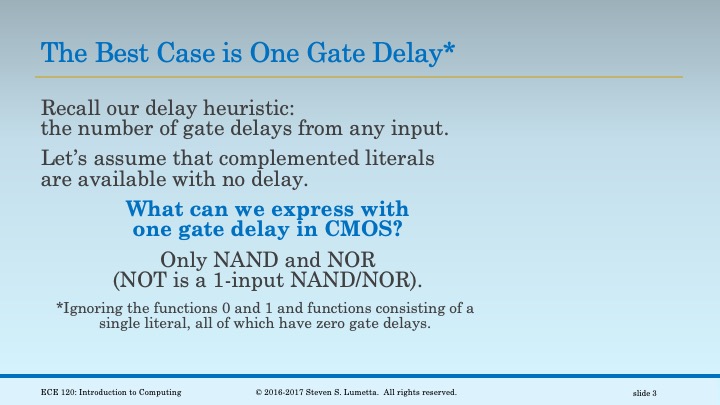 The Best Case is One Gate Delay*
Recall our delay heuristic:
the number of gate delays from any input.
Let’s assume that complemented literals
are available with no delay.
What can we express with
one gate delay in CMOS?
Only NAND and NOR
(NOT is a 1-input NAND/NOR).
*Ignoring the functions 0 and 1 and functions consisting of a
single literal, all of which have zero gate delays.
ECE 120: Introduction to Computing
© 2016-2017 Steven S. Lumetta. All rights reserved.
slide 3